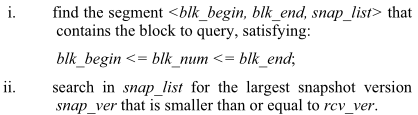 i. find the segment <blk_begin, blk_end, snap_list> that
contains the block to query, satisfying:
blk_begin <= blk_num <= blk_end;
ii. search in snap_list for the largest snapshot version
snap_ver that is smaller than or equal to rcv_ver.